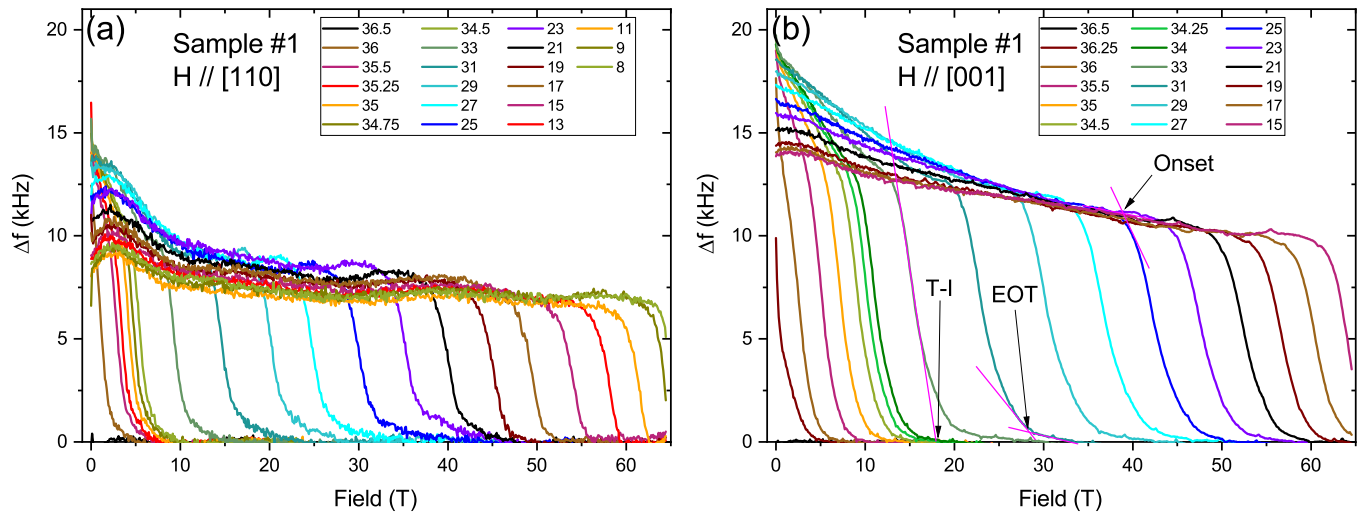 (a)
Sample #1
H // [110]
36.5 34.5 23 11
36 33 21 9
35.5 31 19 8
35.25 29 17
35 27 15
34.75 25 13
20
15
10
5
0
Δf (kHz)
0 10 20 30 40 50 60
Field (T)
(b)
Sample #1
H // [001]
36.5 34.25 25
36.25 34 23
36 33 21
35.5 31 19
35 29 17
34.5 27 15
Onset
T-I
EOT
20
15
10
5
0
Δf (kHz)
0 10 20 30 40 50 60
Field (T)